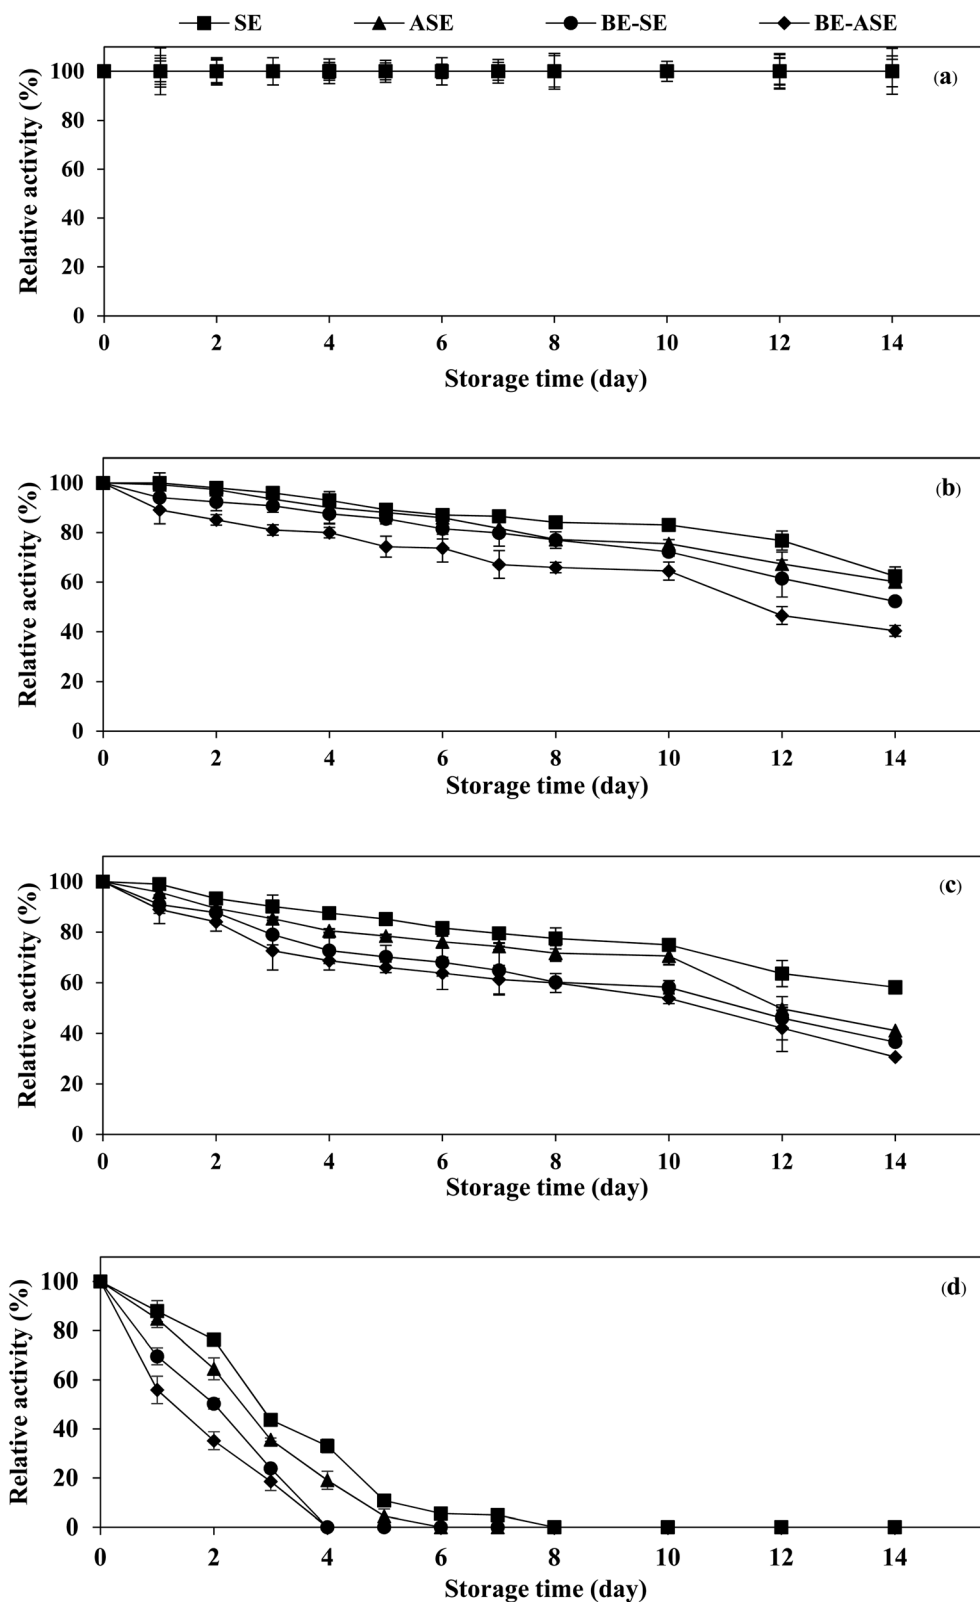 SE ASE BE-SE BE-ASE
(a)
Relative activity (%)
100
80
60
40
20
0
0 2 4 6 8 10 12 14
Storage time (day)
(b)
Relative activity (%)
100
80
60
40
20
0
0 2 4 6 8 10 12 14
Storage time (day)
(c)
Relative activity (%)
100
80
60
40
20
0
0 2 4 6 8 10 12 14
Storage time (day)
(d)
Relative activity (%)
100
80
60
40
20
0
0 2 4 6 8 10 12 14
Storage time (day)